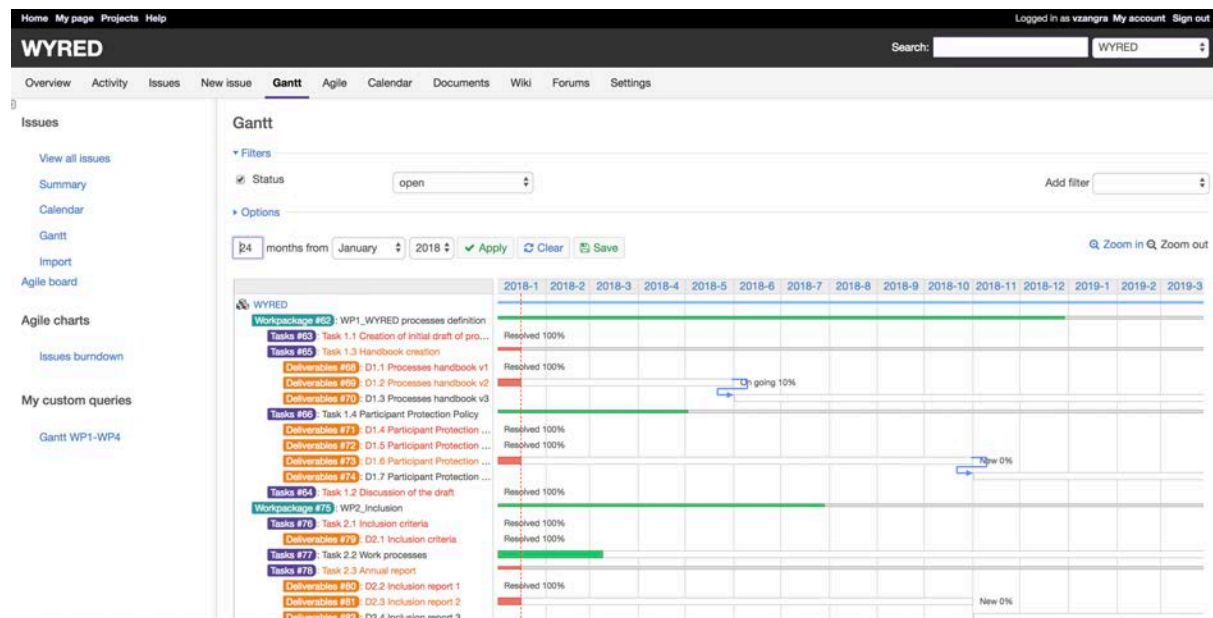 Home My page Projects Help
Logged in as vzangra My account Sign out
WYRED
Search:
WYRED
Overview Activity Issues New issue Gantt Agile Calendar Documents Wiki Forums Settings
Issues
View all issues
Summary
Calendar
Gantt
Import
Agile board
Agile charts
Issues burndown
My custom queries
Gantt WP1-WP4
Gantt
Filters
Status open Add filter
Options
24 months from January 2018 Apply Clear Save Zoom in Zoom out
2018-1 2018-2 2018-3 2018-4 2018-5 2018-6 2018-7 2018-8 2018-9 2018-10 2018-11 2018-12 2019-1 2019-2 2019-3
WYRED
Workpackage #62: WP1_WYRED processes definition
Tasks #63: Task 1.1 Creation of initial draft of pro... Resolved 100%
Tasks #65: Task 1.3 Handbook creation
Deliverables #68: D1.1 Processes handbook v1 Resolved 100%
Deliverables #69: D1.2 Processes handbook v2 On going 10%
Deliverables #70: D1.3 Processes handbook v3
Tasks #66: Task 1.4 Participant Protection Policy
Deliverables #71: D1.4 Participant Protection ... Resolved 100%
Deliverables #72: D1.5 Participant Protection ... Resolved 100%
Deliverables #73: D1.6 Participant Protection ... New 0%
Deliverables #74: D1.7 Participant Protection ...
Tasks #64: Task 1.2 Discussion of the draft Resolved 100%
Workpackage #75: WP2_Inclusion
Tasks #76: Task 2.1 Inclusion criteria Resolved 100%
Deliverables #79: D2.1 Inclusion criteria Resolved 100%
Tasks #77: Task 2.2 Work processes
Tasks #78: Task 2.3 Annual report
Deliverables #80: D2.2 Inclusion report 1 Resolved 100%
Deliverables #81: D2.3 Inclusion report 2 New 0%
Deliverables #82: D2.4 Inclusion report 3